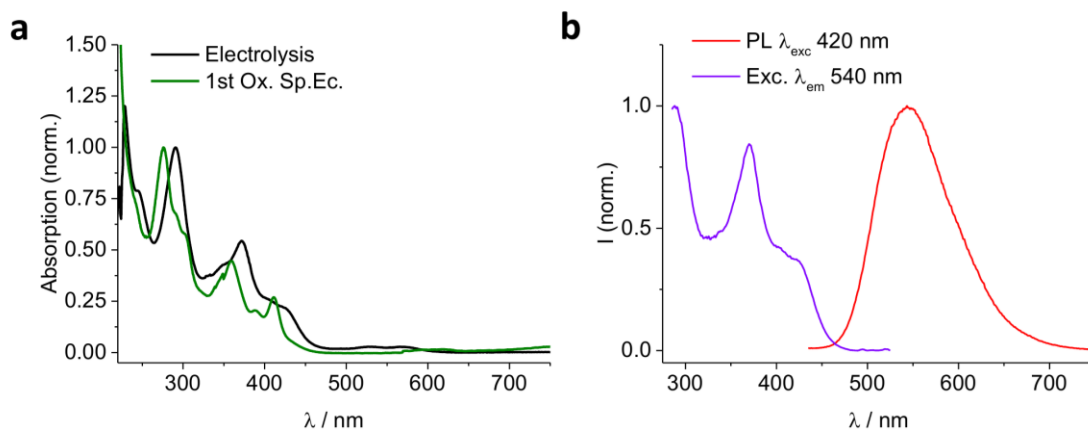 a
Electrolysis
1st Ox. Sp.Ec.
Absorption (norm.)
1.50
1.25
1.00
0.75
0.50
0.25
0.00
300 400 500 600 700
λ / nm
b
PL λexc 420 nm
Exc. λem 540 nm
I (norm.)
1.0
0.5
0.0
300 400 500 600 700
λ / nm